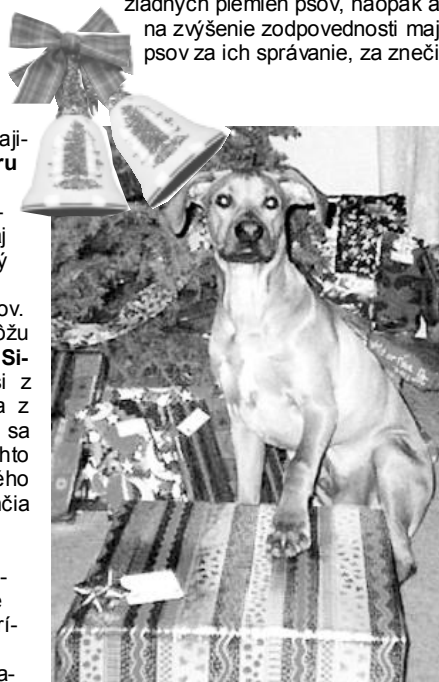 žiadnych plemien psov, naopak a
na zvýšenie zodpovednosti maj
psov za ich správanie, za zneči
aji-
ru
-
aj
ý
ov.
ôžu
Si-
si z
a z
sa
hto
ého
čia
-
e
rí-
a-